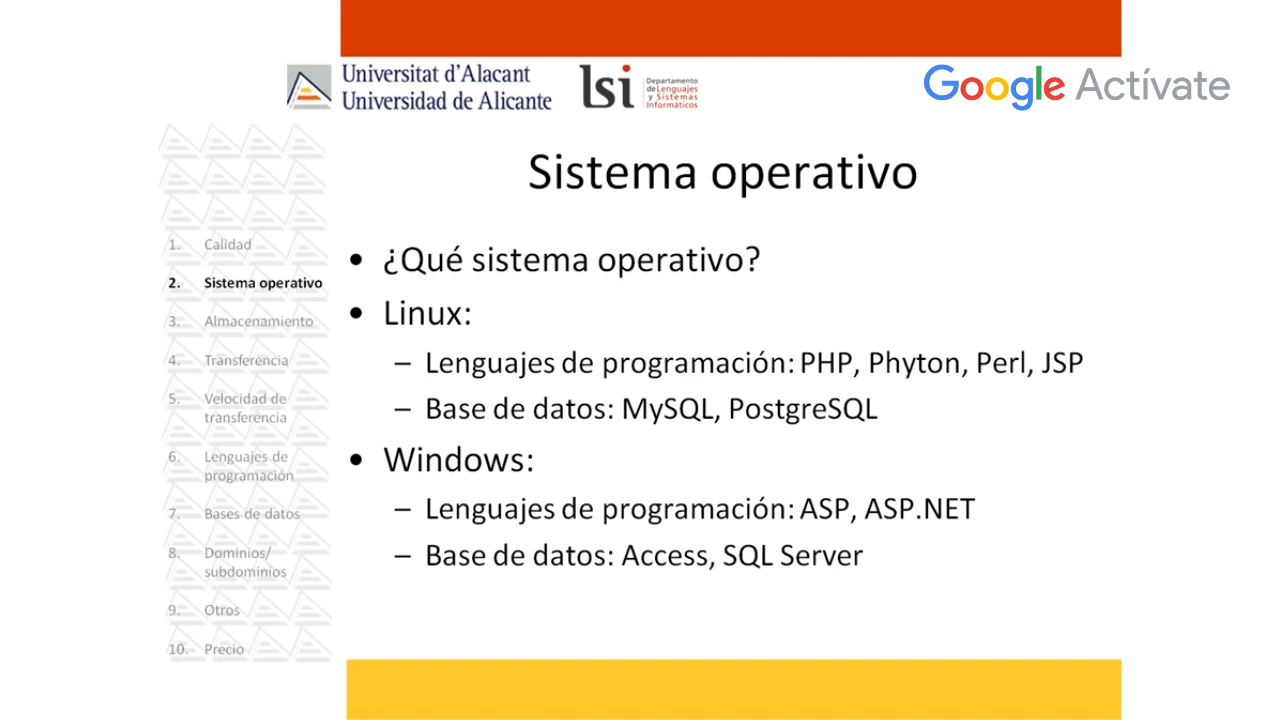 Universitat d'Alacant
Universidad de Alicante
lsi
Departamento
de Lenguajes
y Sistemas
Informáticos
Google Actívate
Sistema operativo
1. Calidad
2. Sistema operativo
3. Almacenamiento
4. Transferencia
5. Velocidad de
transferencia
6. Lenguajes de
programación
7. Bases de datos
8. Dominios/
subdominios
9. Otros
10. Precio
• ¿Qué sistema operativo?
• Linux:
– Lenguajes de programación: PHP, Phyton, Perl, JSP
– Base de datos: MySQL, PostgreSQL
• Windows:
– Lenguajes de programación: ASP, ASP.NET
– Base de datos: Access, SQL Server